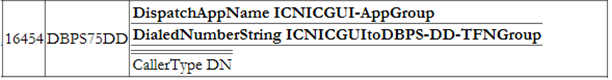 DispatchAppName ICNICGUI-AppGroup
16454 DBPS75DD DialedNumberString ICNICGUItoDBPS-DD-TFNGroup
CallerType DN